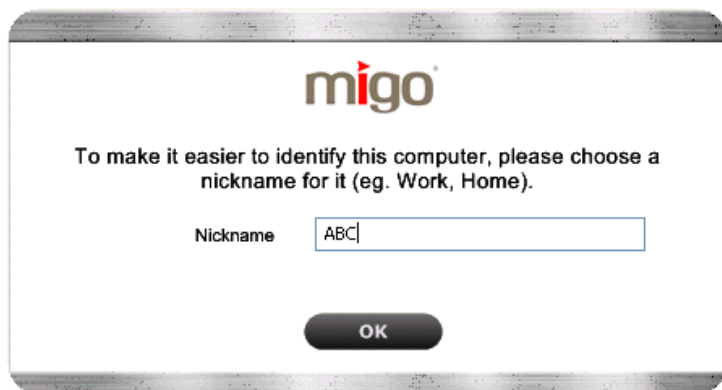 migo
To make it easier to identify this computer, please choose a
nickname for it (eg. Work, Home).
Nickname ABC
OK